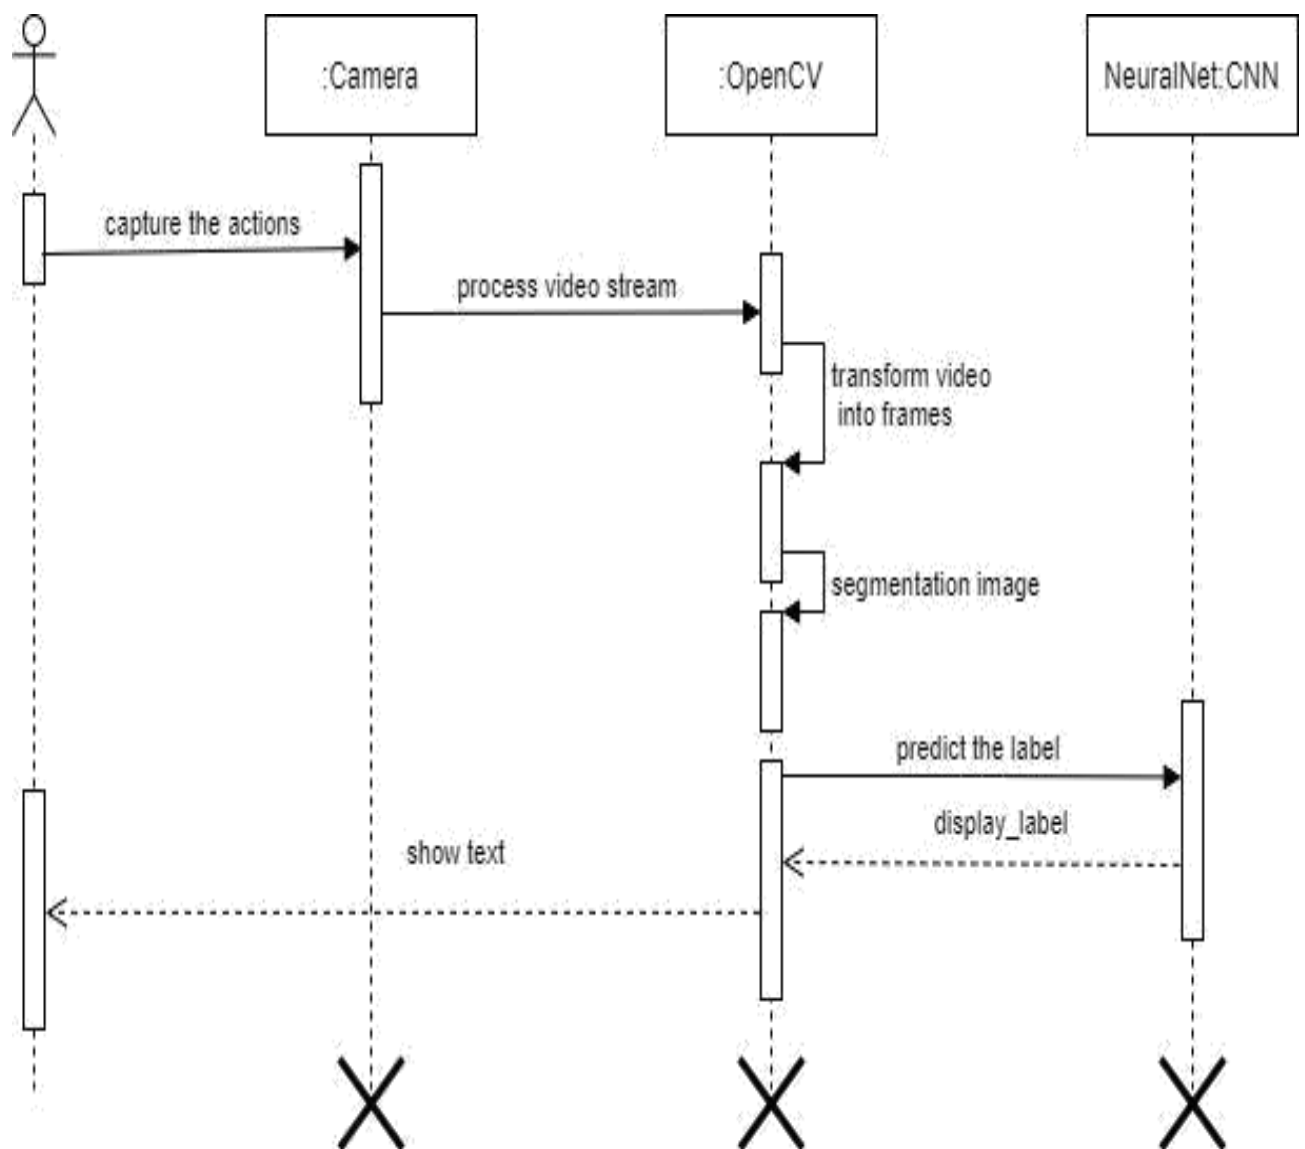 :Camera
:OpenCV
NeuralNet:CNN
capture the actions
process video stream
transform video
into frames
segmentation image
predict the label
display_label
show text